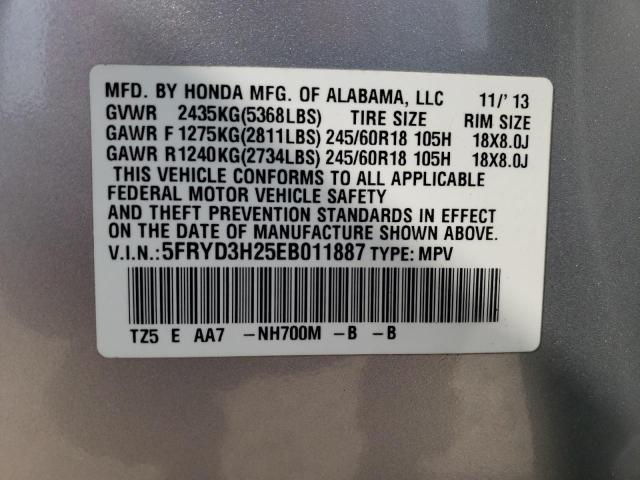 MFD. BY HONDA MFG. OF ALABAMA, LLC 11/' 13
GVWR 2435KG(5368LBS) TIRE SIZE RIM SIZE
GAWR F 1275KG(2811LBS) 245/60R18 105H 18X8.0J
GAWR R1240KG(2734LBS) 245/60R18 105H 18X8.0J
THIS VEHICLE CONFORMS TO ALL APPLICABLE
FEDERAL MOTOR VEHICLE SAFETY
AND THEFT PREVENTION STANDARDS IN EFFECT
ON THE DATE OF MANUFACTURE SHOWN ABOVE.
V.I.N.:5FRYD3H25EB011887 TYPE: MPV
TZ5 E AA7 –NH700M –B –B